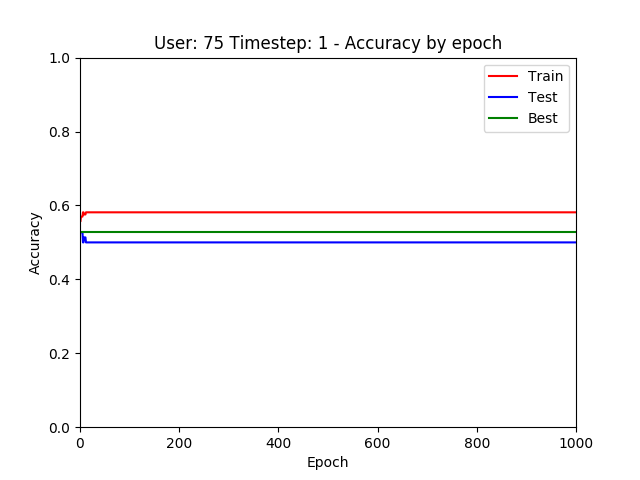 User: 75 Timestep: 1 - Accuracy by epoch
1.0
0.8
0.6
0.4
0.2
0.0
Accuracy
Train
Test
Best
0 200 400 600 800 1000
Epoch